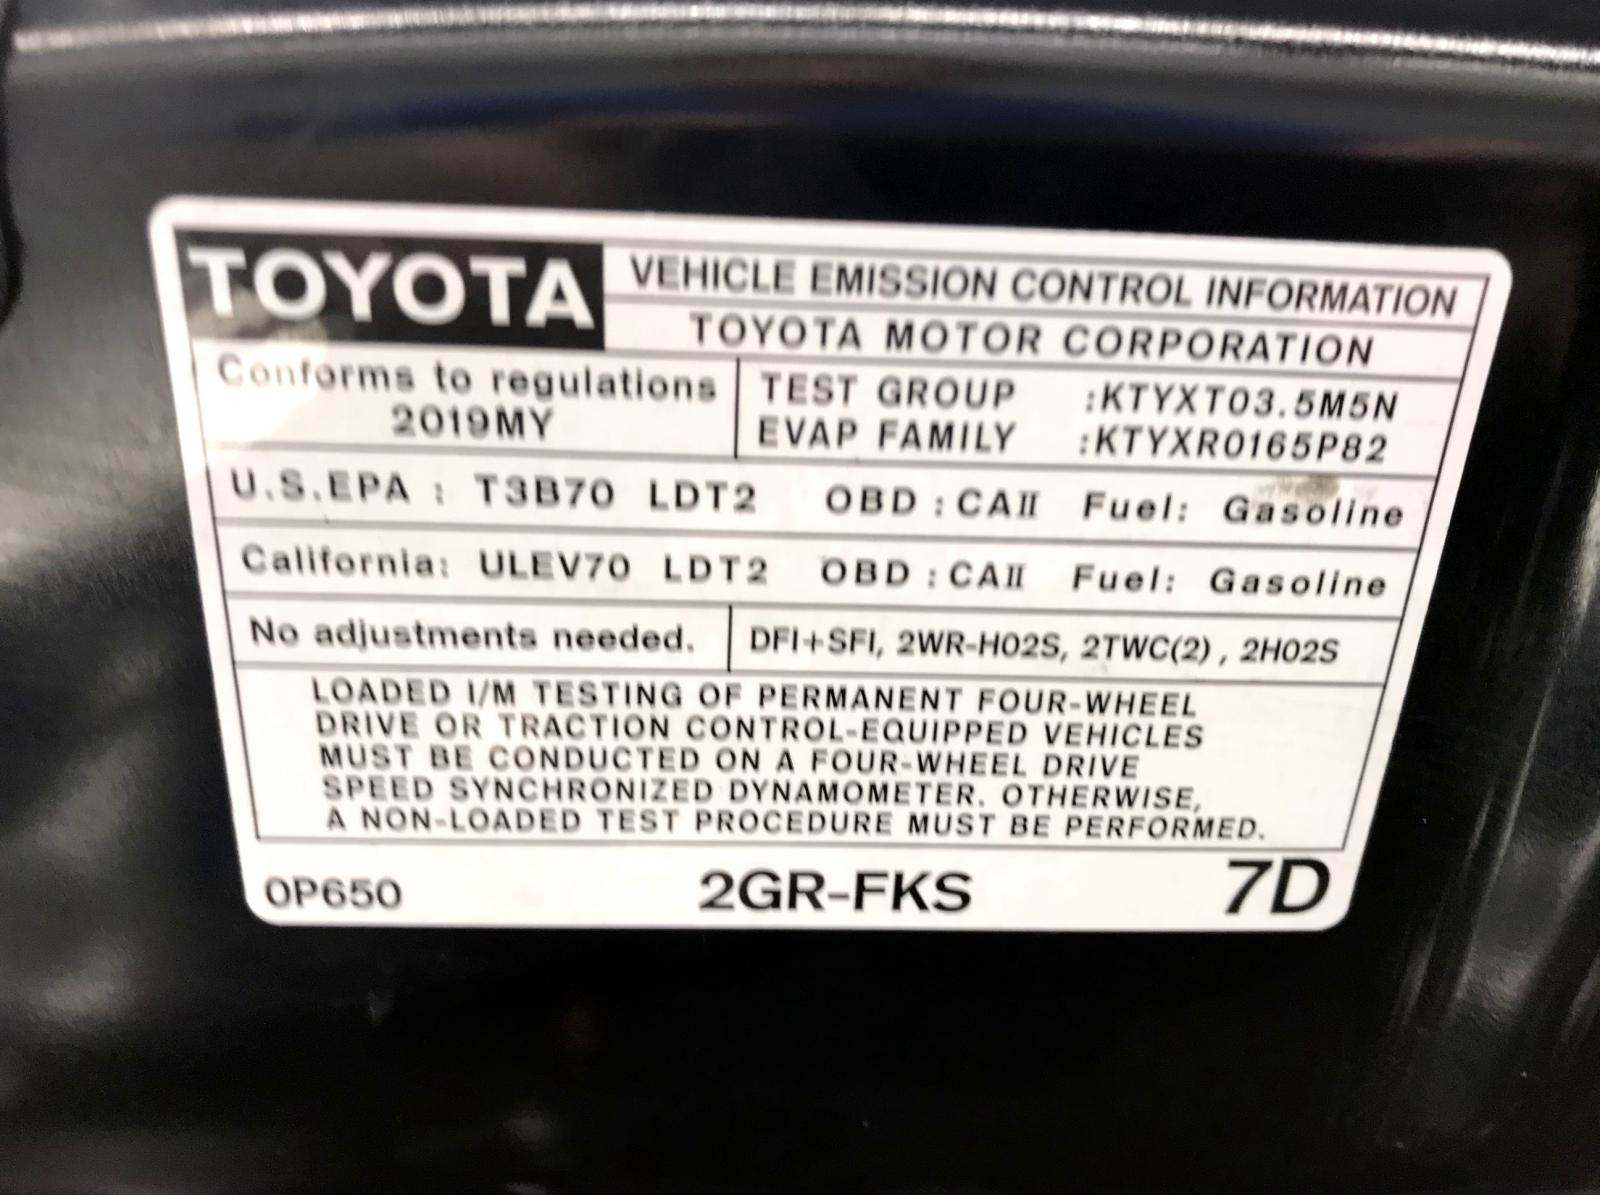 TOYOTA
VEHICLE EMISSION CONTROL INFORMATION
TOYOTA MOTOR CORPORATION
Conforms to regulations
2019MY
TEST GROUP :KTYXT03.5M5N
EVAP FAMILY :KTYXR0165P82
U.S.EPA : T3B70 LDT2 OBD : CAII Fuel: Gasoline
California: ULEV70 LDT2 OBD : CAII Fuel: Gasoline
No adjustments needed.
DFI+SFI, 2WR-HO2S, 2TWC(2) , 2HO2S
LOADED I/M TESTING OF PERMANENT FOUR-WHEEL
DRIVE OR TRACTION CONTROL-EQUIPPED VEHICLES
MUST BE CONDUCTED ON A FOUR-WHEEL DRIVE
SPEED SYNCHRONIZED DYNAMOMETER. OTHERWISE,
A NON-LOADED TEST PROCEDURE MUST BE PERFORMED.
0P650 2GR-FKS 7D